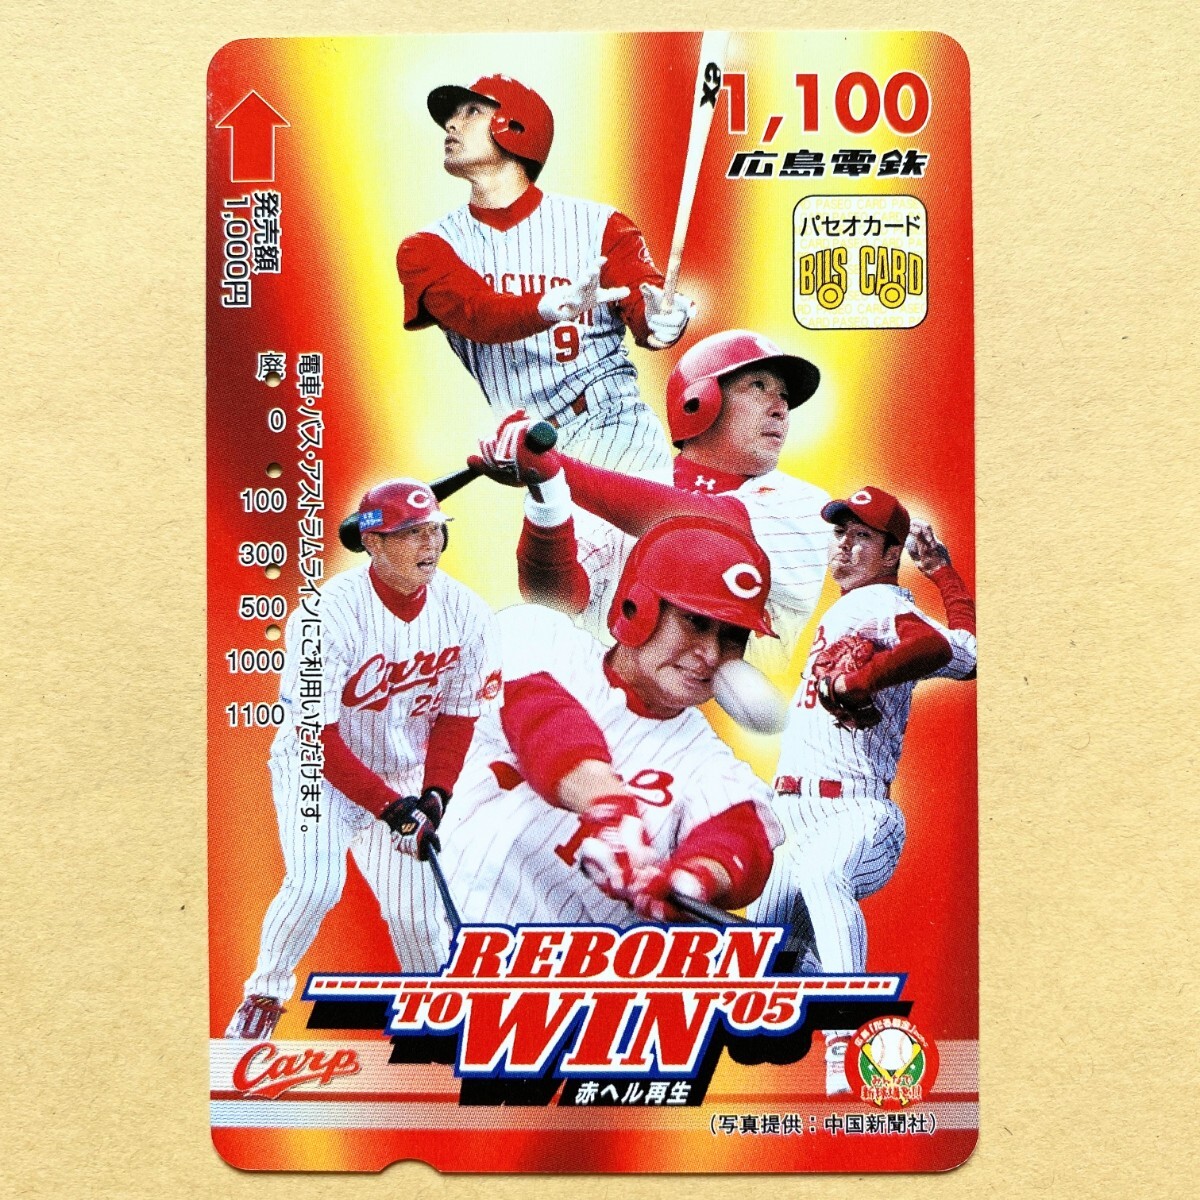 1,100
広島電鉄
パセオカード
BUS CARD
発売額
1,000円
電車・バス・アストラムラインにご利用いただけます。
残
0
100
300
500
1000
1100
9
C
C
C
Carp
25
REBORN
TO WIN '05
赤ヘル再生
Carp
(写真提供：中国新聞社)